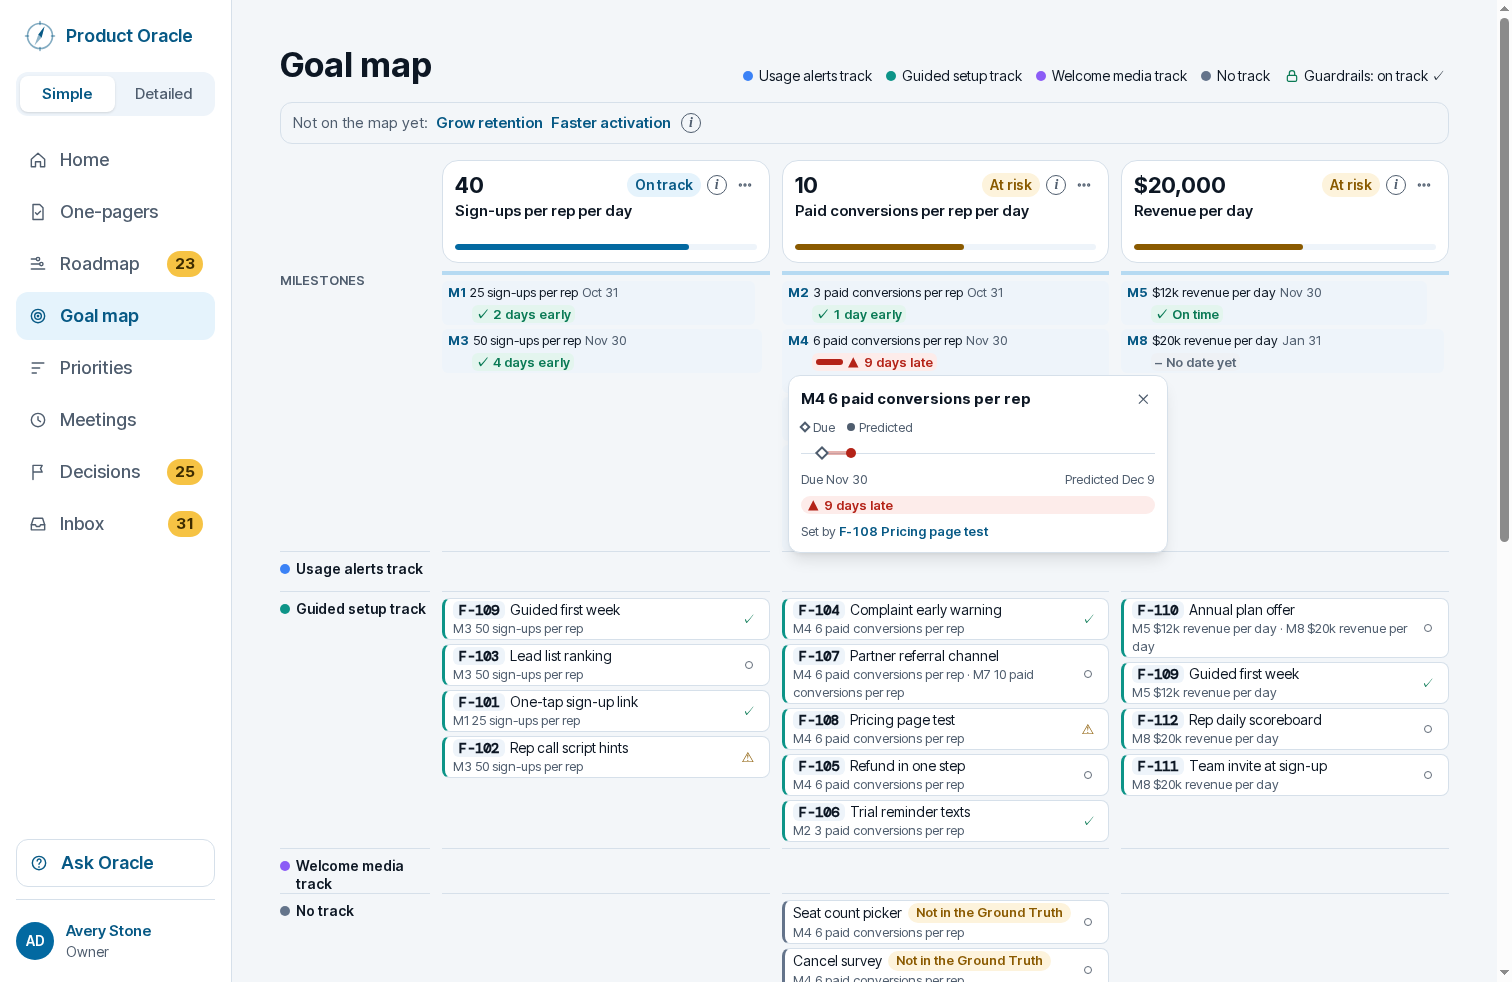 Product Oracle
Simple
Detailed
Home
One-pagers
Roadmap 23
Goal map
Priorities
Meetings
Decisions 25
Inbox 31
Ask Oracle
AD
Avery Stone
Owner
Goal map
Usage alerts track
Guided setup track
Welcome media track
No track
Guardrails: on track ✓
Not on the map yet: Grow retention Faster activation i
40
On track
i
Sign-ups per rep per day
10
At risk
i
Paid conversions per rep per day
$20,000
At risk
i
Revenue per day
MILESTONES
M1 25 sign-ups per rep Oct 31
✓ 2 days early
M3 50 sign-ups per rep Nov 30
✓ 4 days early
M2 3 paid conversions per rep Oct 31
✓ 1 day early
M4 6 paid conversions per rep Nov 30
▲ 9 days late
M5 $12k revenue per day Nov 30
✓ On time
M8 $20k revenue per day Jan 31
– No date yet
M4 6 paid conversions per rep
Due
Predicted
Due Nov 30
Predicted Dec 9
▲ 9 days late
Set by F-108 Pricing page test
Usage alerts track
Guided setup track
F-109 Guided first week
M3 50 sign-ups per rep
F-103 Lead list ranking
M3 50 sign-ups per rep
F-101 One-tap sign-up link
M1 25 sign-ups per rep
F-102 Rep call script hints
M3 50 sign-ups per rep
F-104 Complaint early warning
M4 6 paid conversions per rep
F-107 Partner referral channel
M4 6 paid conversions per rep · M7 10 paid
conversions per rep
F-108 Pricing page test
M4 6 paid conversions per rep
F-105 Refund in one step
M4 6 paid conversions per rep
F-106 Trial reminder texts
M2 3 paid conversions per rep
F-110 Annual plan offer
M5 $12k revenue per day · M8 $20k revenue per
day
F-109 Guided first week
M5 $12k revenue per day
F-112 Rep daily scoreboard
M8 $20k revenue per day
F-111 Team invite at sign-up
M8 $20k revenue per day
Welcome media
track
No track
Seat count picker Not in the Ground Truth
M4 6 paid conversions per rep
Cancel survey Not in the Ground Truth
M4 6 paid conversions per rep